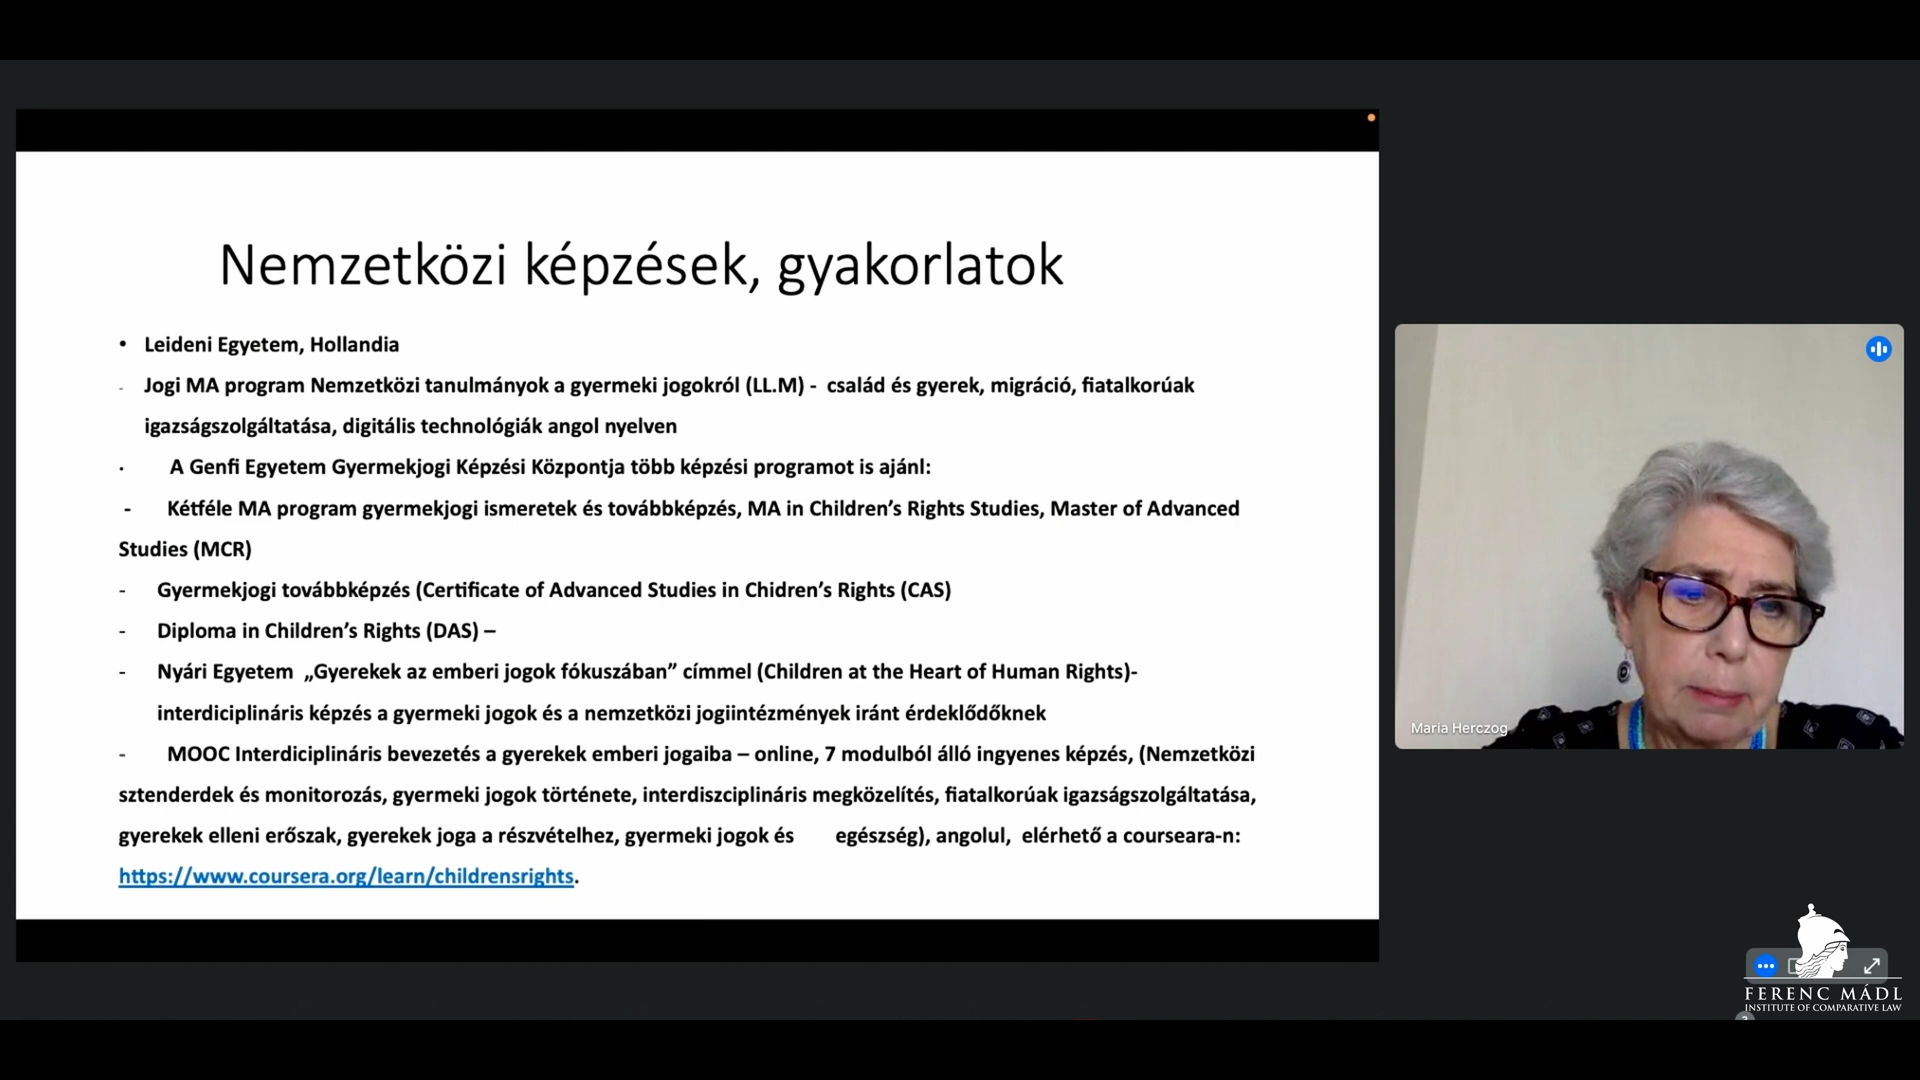 Nemzetközi képzések, gyakorlatok
• Leideni Egyetem, Hollandia
- Jogi MA program Nemzetközi tanulmányok a gyermeki jogokról (LL.M) - család és gyerek, migráció, fiatalkorúak
igazságszolgáltatása, digitális technológiák angol nyelven
• A Genfi Egyetem Gyermekjogi Képzési Központja több képzési programot is ajánl:
- Kétféle MA program gyermekjogi ismeretek és továbbképzés, MA in Children's Rights Studies, Master of Advanced
Studies (MCR)
- Gyermekjogi továbbképzés (Certificate of Advanced Studies in Chidren's Rights (CAS)
- Diploma in Children's Rights (DAS) –
- Nyári Egyetem „Gyerekek az emberi jogok fókuszában” címmel (Children at the Heart of Human Rights)-
interdiciplináris képzés a gyermeki jogok és a nemzetközi jogiintézmények iránt érdeklődőknek
- MOOC Interdiciplináris bevezetés a gyerekek emberi jogaiba – online, 7 modulból álló ingyenes képzés, (Nemzetközi
sztenderdek és monitorozás, gyermeki jogok története, interdiszciplináris megközelítés, fiatalkorúak igazságszolgáltatása,
gyerekek elleni erőszak, gyerekek joga a részvételhez, gyermeki jogok és egészség), angolul, elérhető a courseara-n:
https://www.coursera.org/learn/childrensrights.
Maria Herczog
FERENC MÁDL
INSTITUTE OF COMPARATIVE LAW